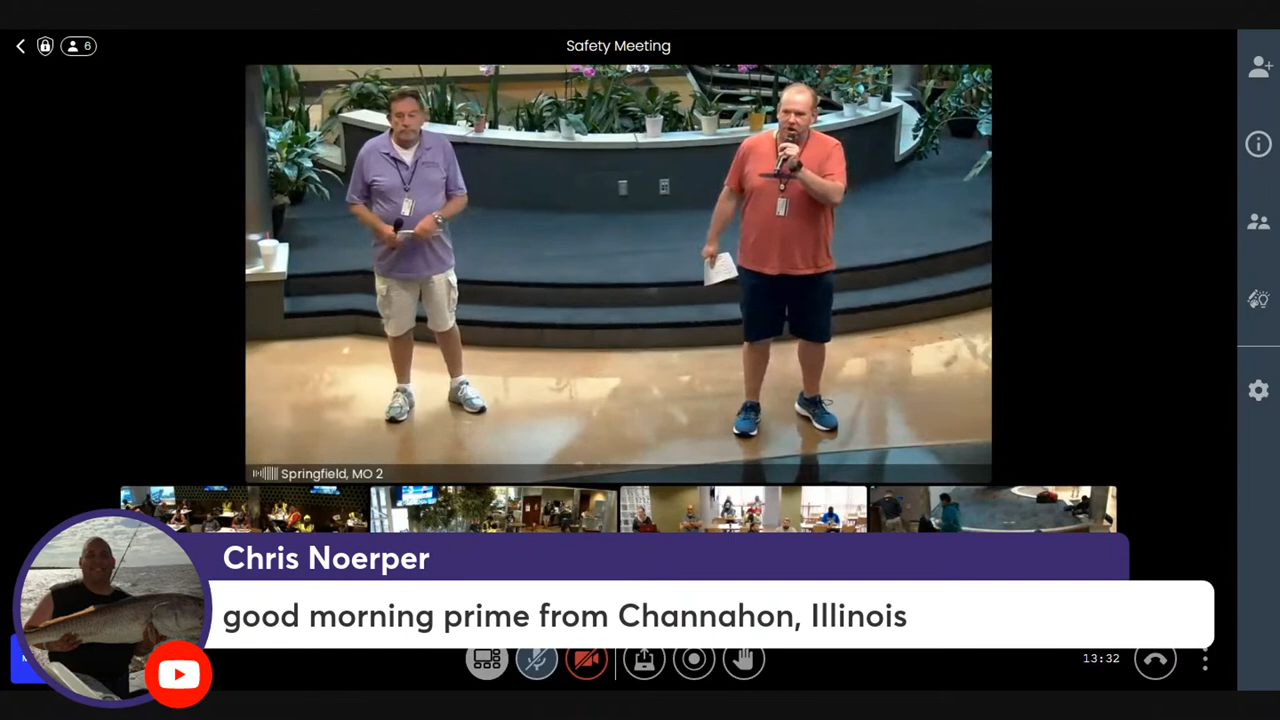 6
Safety Meeting
Springfield, MO 2
Chris Noerper
good morning prime from Channahon, Illinois
13:32